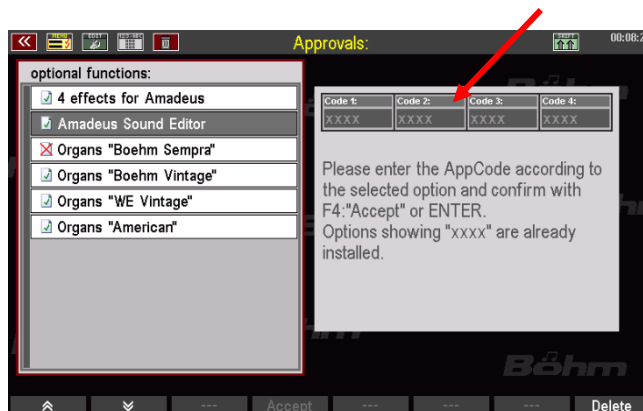 MENU EDIT
Approvals:
00:08:2
optional functions:
4 effects for Amadeus
Amadeus Sound Editor
Organs "Boehm Sempra"
Organs "Boehm Vintage"
Organs "WE Vintage"
Organs "American"
Code 1: Code 2: Code 3: Code 4:
XXXX XXXX XXXX XXXX
Please enter the AppCode according to
the selected option and confirm with
F4:"Accept" or ENTER.
Options showing "xxxx" are already
installed.
Böhm
--- Accept --- --- --- Delete